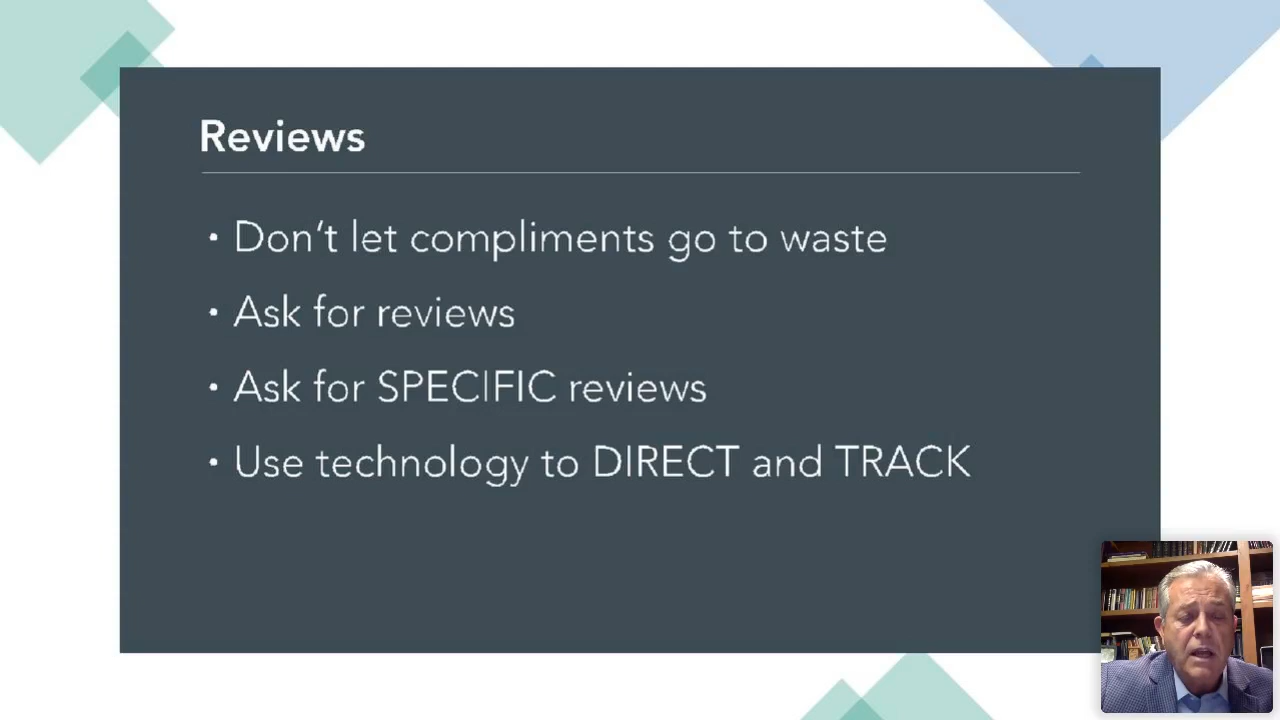 Reviews
• Don't let compliments go to waste
• Ask for reviews
• Ask for SPECIFIC reviews
• Use technology to DIRECT and TRACK